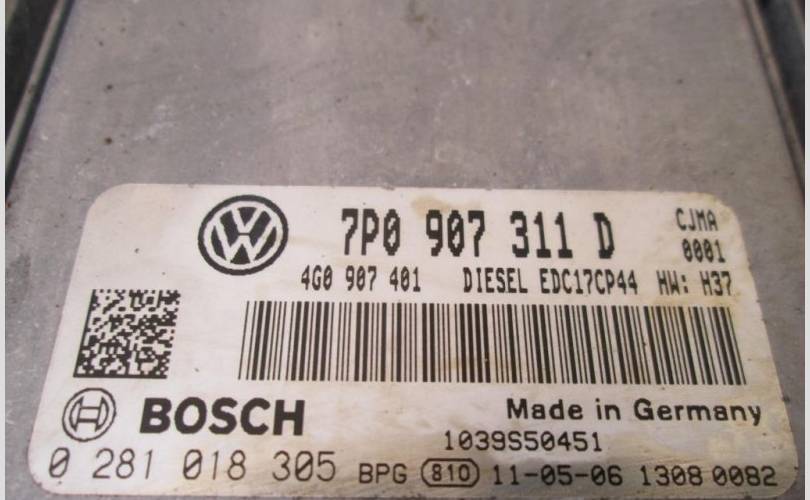 7P0 907 311 D
CJMA
0001
4G0 907 401 DIESEL EDC17CP44 HW: H37
BOSCH
Made in Germany
1039S50451
0 281 018 305 BPG 810 11-05-06 1308 0082